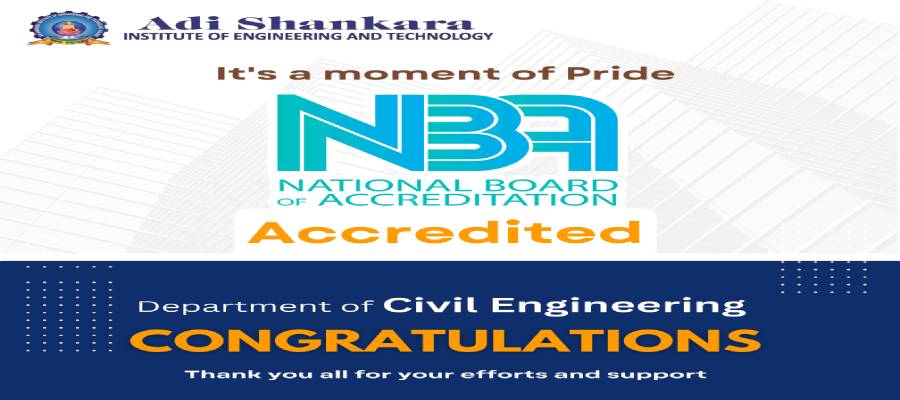 Adi Shankara
INSTITUTE OF ENGINEERING AND TECHNOLOGY
It's a moment of Pride
NBA
NATIONAL BOARD
OF ACCREDITATION
Accredited
Department of Civil Engineering
CONGRATULATIONS
Thank you all for your efforts and support